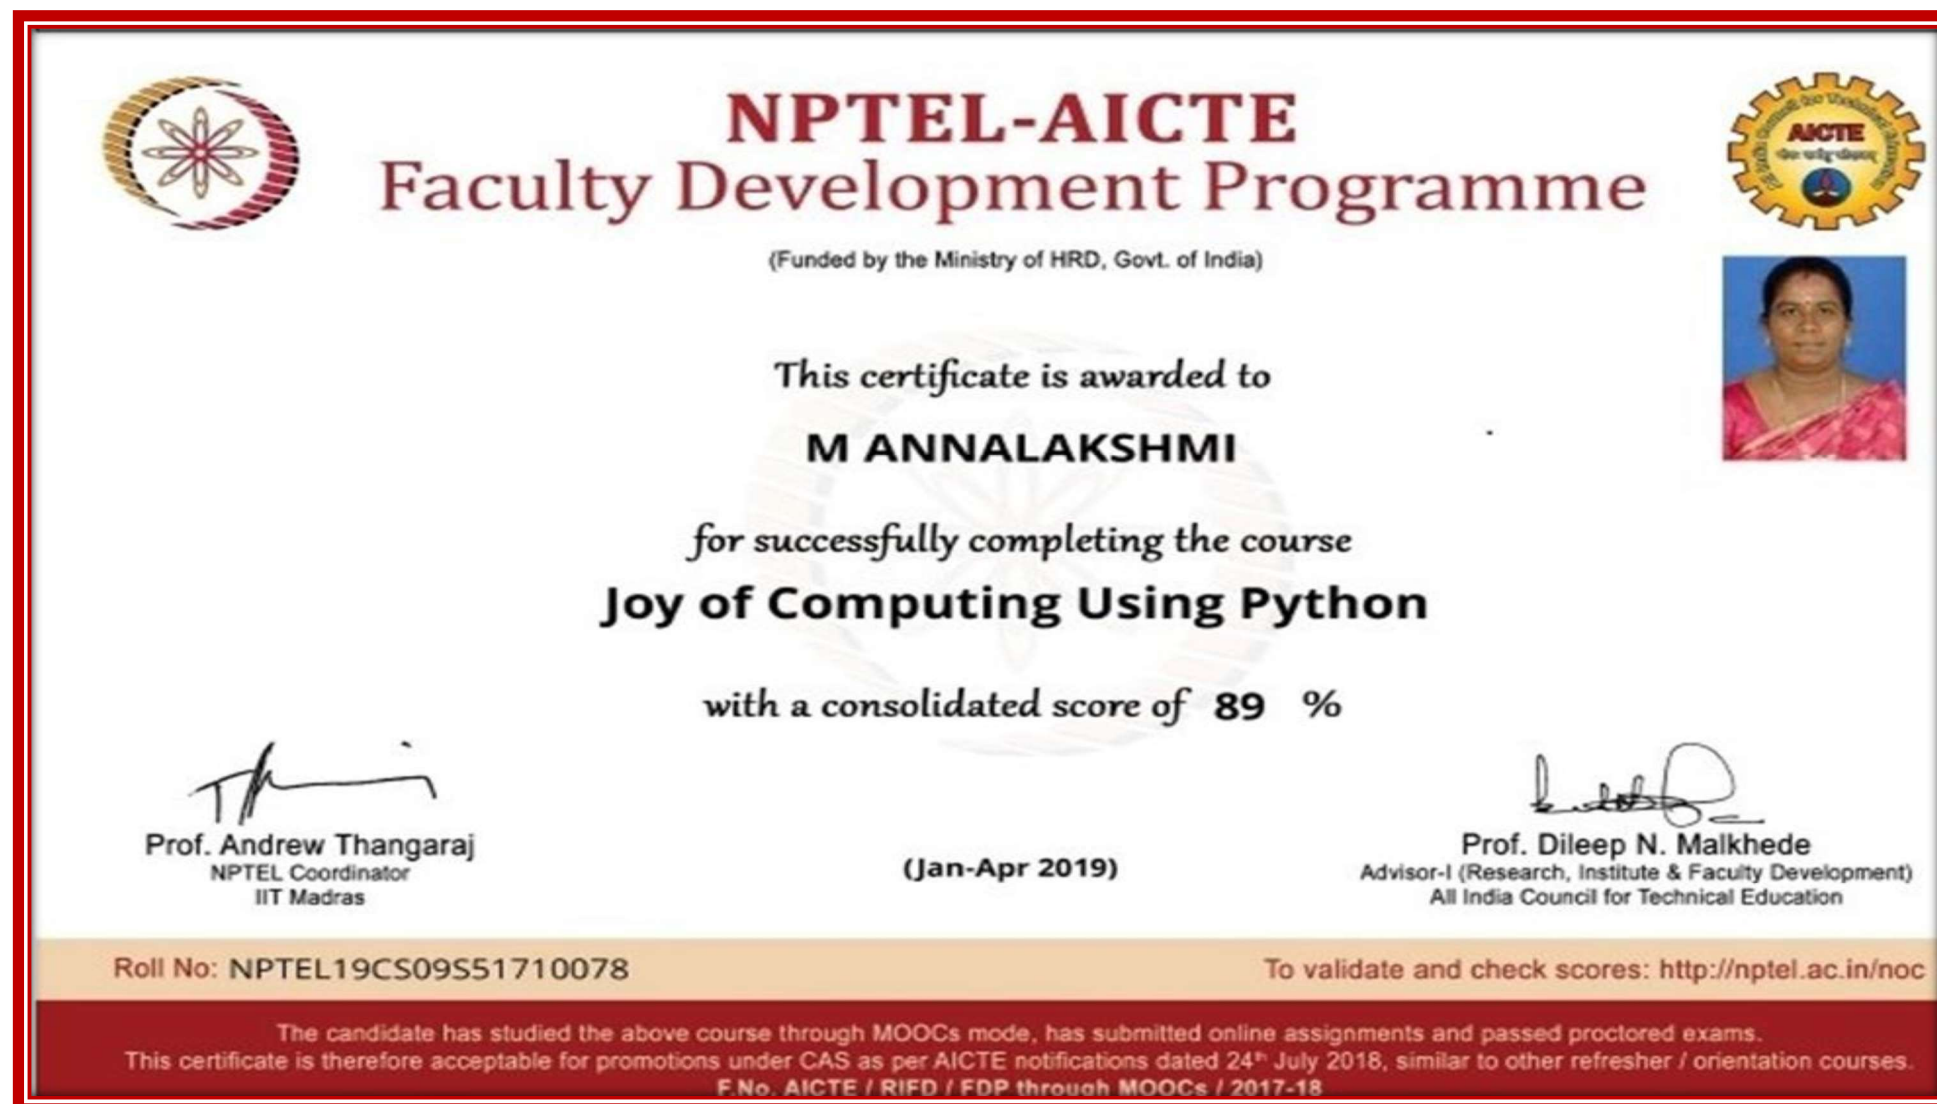 NPTEL-AICTE
Faculty Development Programme
(Funded by the Ministry of HRD, Govt. of India)
AICTE
This certificate is awarded to
M ANNALAKSHMI
for successfully completing the course
Joy of Computing Using Python
with a consolidated score of 89 %
Prof. Andrew Thangaraj
NPTEL Coordinator
IIT Madras
(Jan-Apr 2019)
Prof. Dileep N. Malkhede
Advisor-I (Research, Institute & Faculty Development)
All India Council for Technical Education
Roll No: NPTEL19CS09S51710078
To validate and check scores: http://nptel.ac.in/noc
The candidate has studied the above course through MOOCs mode, has submitted online assignments and passed proctored exams.
This certificate is therefore acceptable for promotions under CAS as per AICTE notifications dated 24th July 2018, similar to other refresher / orientation courses.
F.No. AICTE / RIFD / FDP through MOOCs / 2017-18